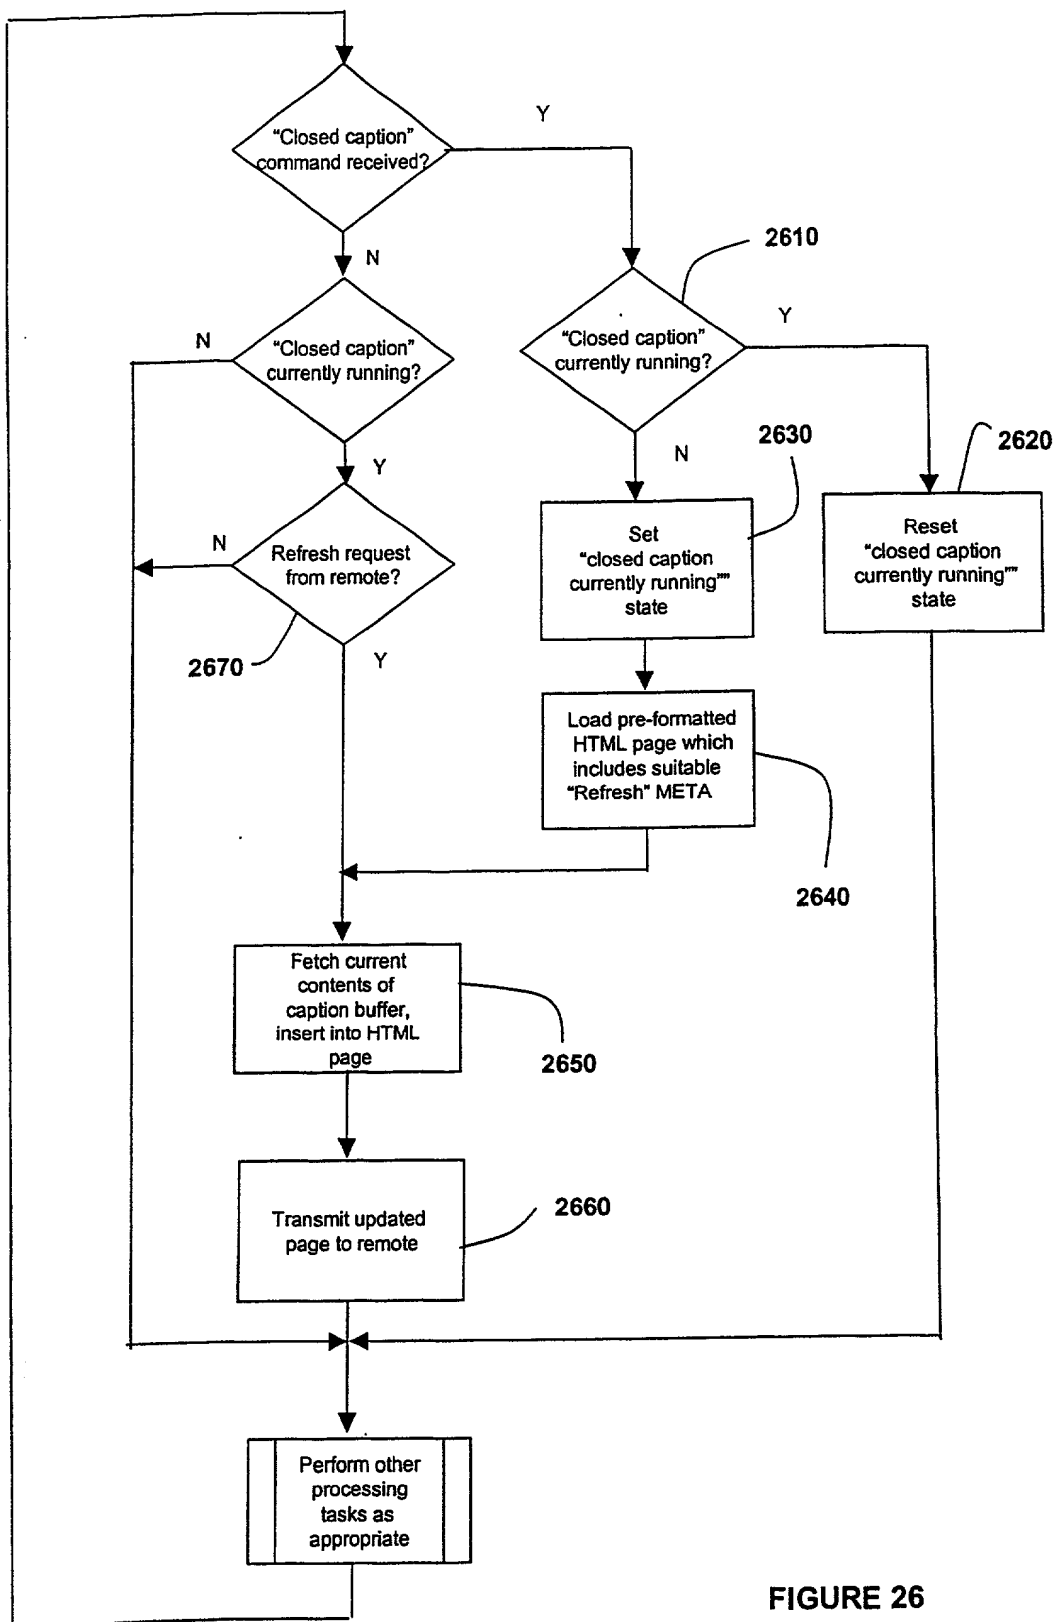 "Closed caption"
command received?
Y
N
2610
"Closed caption"
currently running?
N
Y
"Closed caption"
currently running?
Y
N
2630
2620
Set
"closed caption
currently running""
state
Reset
"closed caption
currently running""
state
Refresh request
from remote?
N
Y
2670
Load pre-formatted
HTML page which
includes suitable
"Refresh" META
2640
Fetch current
contents of
caption buffer,
insert into HTML
page
2650
Transmit updated
page to remote
2660
Perform other
processing
tasks as
appropriate
FIGURE 26